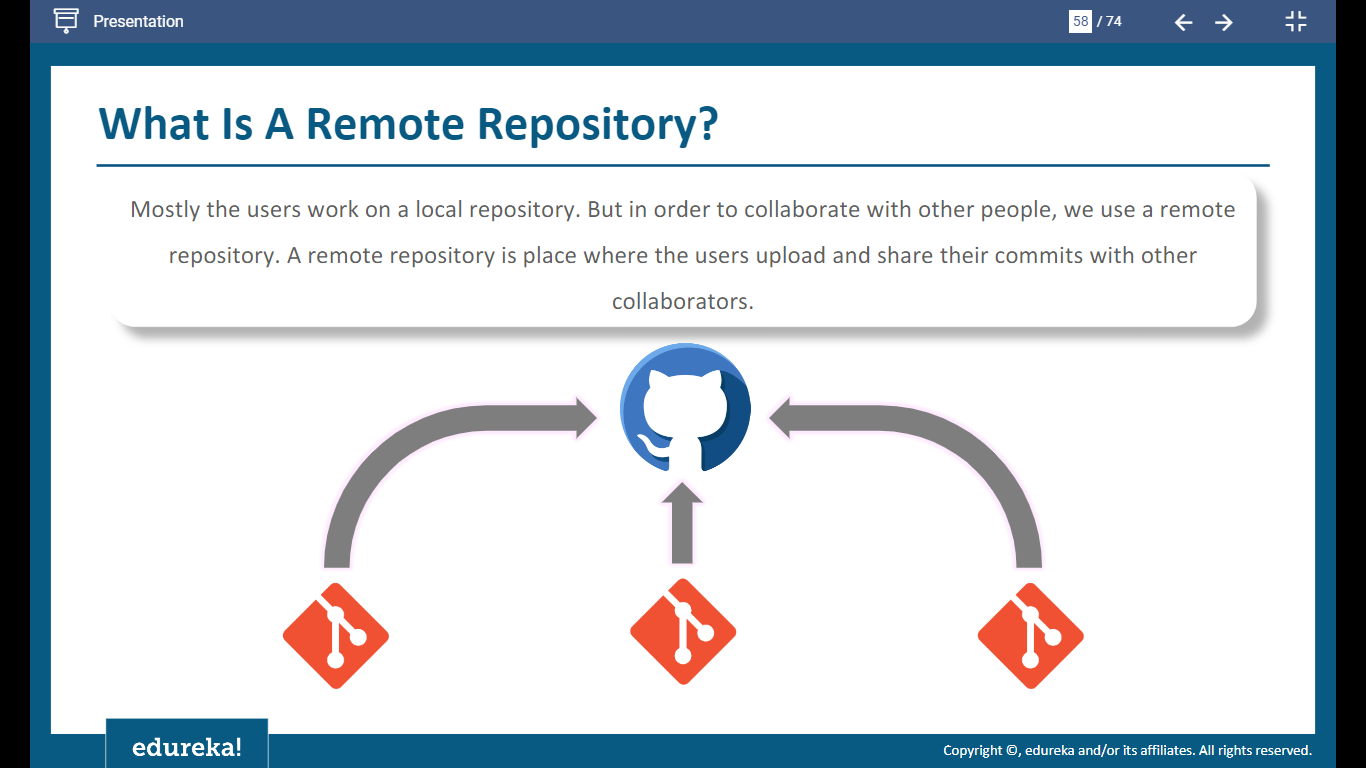 Presentation
58 / 74
What Is A Remote Repository?
Mostly the users work on a local repository. But in order to collaborate with other people, we use a remote
repository. A remote repository is place where the users upload and share their commits with other
collaborators.
edureka!
Copyright ©, edureka and/or its affiliates. All rights reserved.